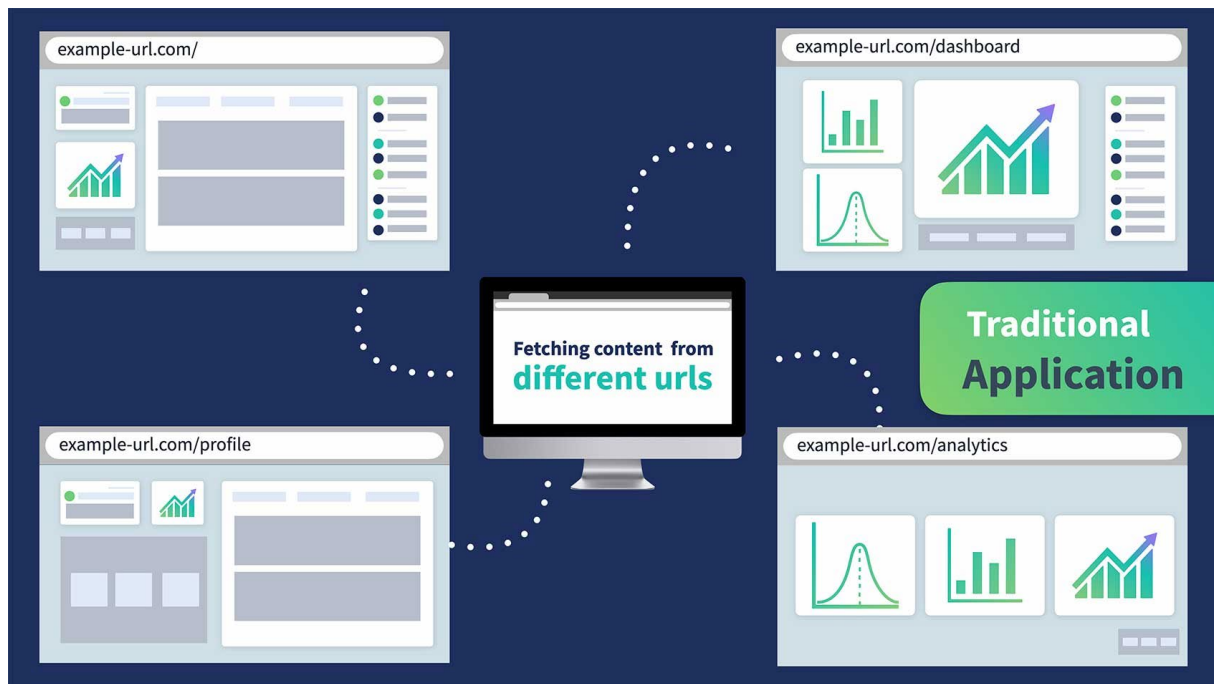 example-url.com/
example-url.com/dashboard
Fetching content from
different urls
Traditional
Application
example-url.com/profile
example-url.com/analytics